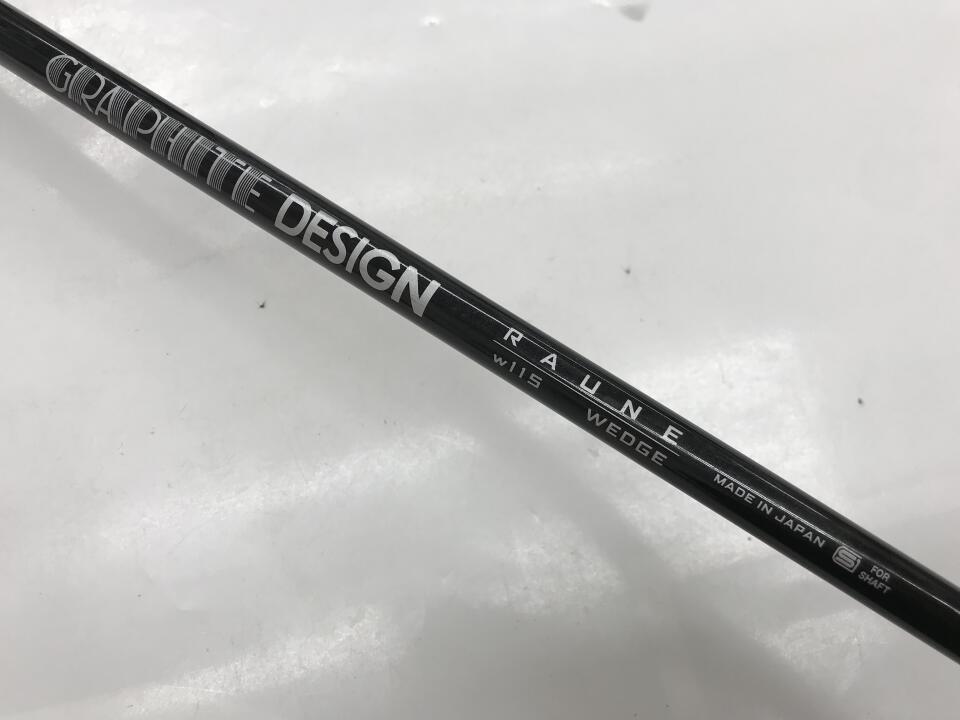 GRAPHITE DESIGN
RAUNE
w115 WEDGE
MADE IN JAPAN
S FOR
SHAFT